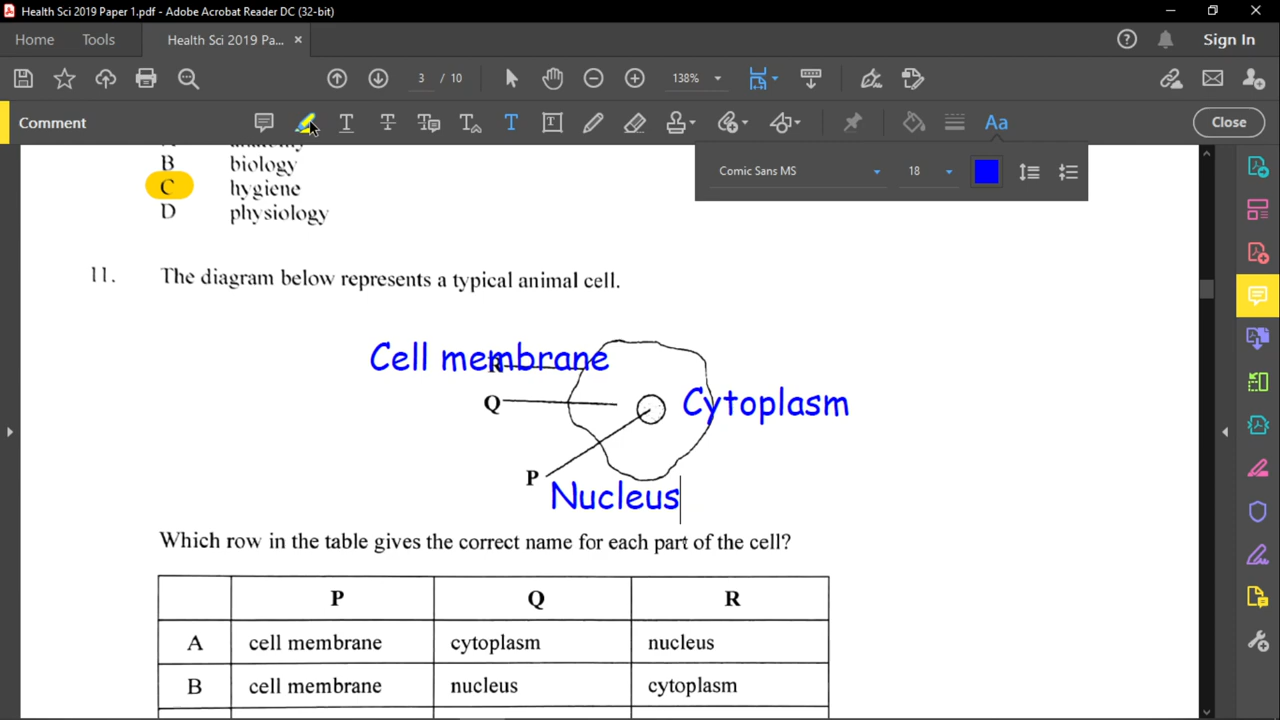 Health Sci 2019 Paper 1.pdf - Adobe Acrobat Reader DC (32-bit)
Home Tools Health Sci 2019 Pa... × Sign In
3 / 10 138%
Comment Close
Comic Sans MS 18
B biology
C hygiene
D physiology
11. The diagram below represents a typical animal cell.
Cell membrane
R
Q
Cytoplasm
P
Nucleus
Which row in the table gives the correct name for each part of the cell?
P Q R
A cell membrane cytoplasm nucleus
B cell membrane nucleus cytoplasm